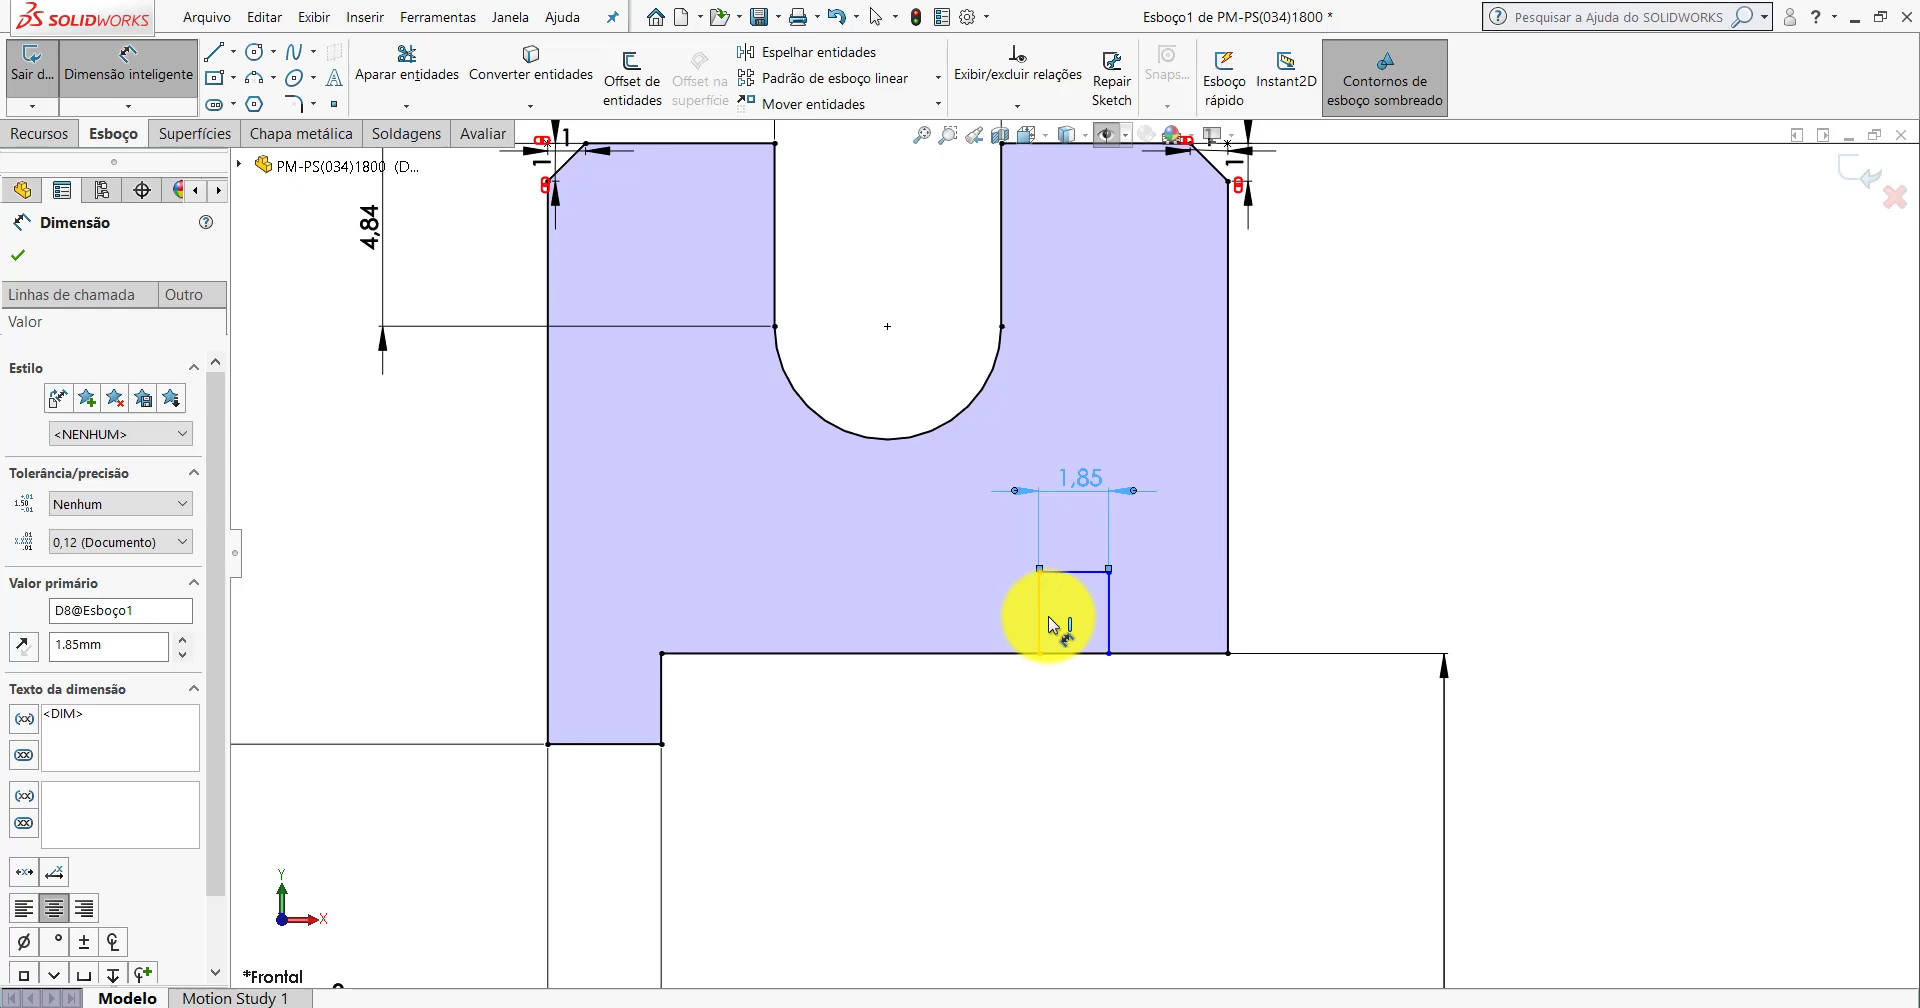 SOLIDWORKS
Arquivo Editar Exibir Inserir Ferramentas Janela Ajuda
Esboço1 de PM-PS(034)1800 *
Pesquisar a Ajuda do SOLIDWORKS
Sair d...
Dimensão inteligente
Aparar entidades
Converter entidades
Offset de entidades
Offset na superfície
Espelhar entidades
Padrão de esboço linear
Mover entidades
Exibir/excluir relações
Repair Sketch
Snaps...
Esboço rápido
Instant2D
Contornos de esboço sombreado
Recursos Esboço Superfícies Chapa metálica Soldagens Avaliar
PM-PS(034)1800 (D...
Dimensão
Linhas de chamada Outro
Valor
Estilo
<NENHUM>
Tolerância/precisão
Nenhum
0,12 (Documento)
Valor primário
D8@Esboço1
1.85mm
Texto da dimensão
<DIM>
1
1
1
4,84
1,85
Y
X
*Frontal
Modelo Motion Study 1